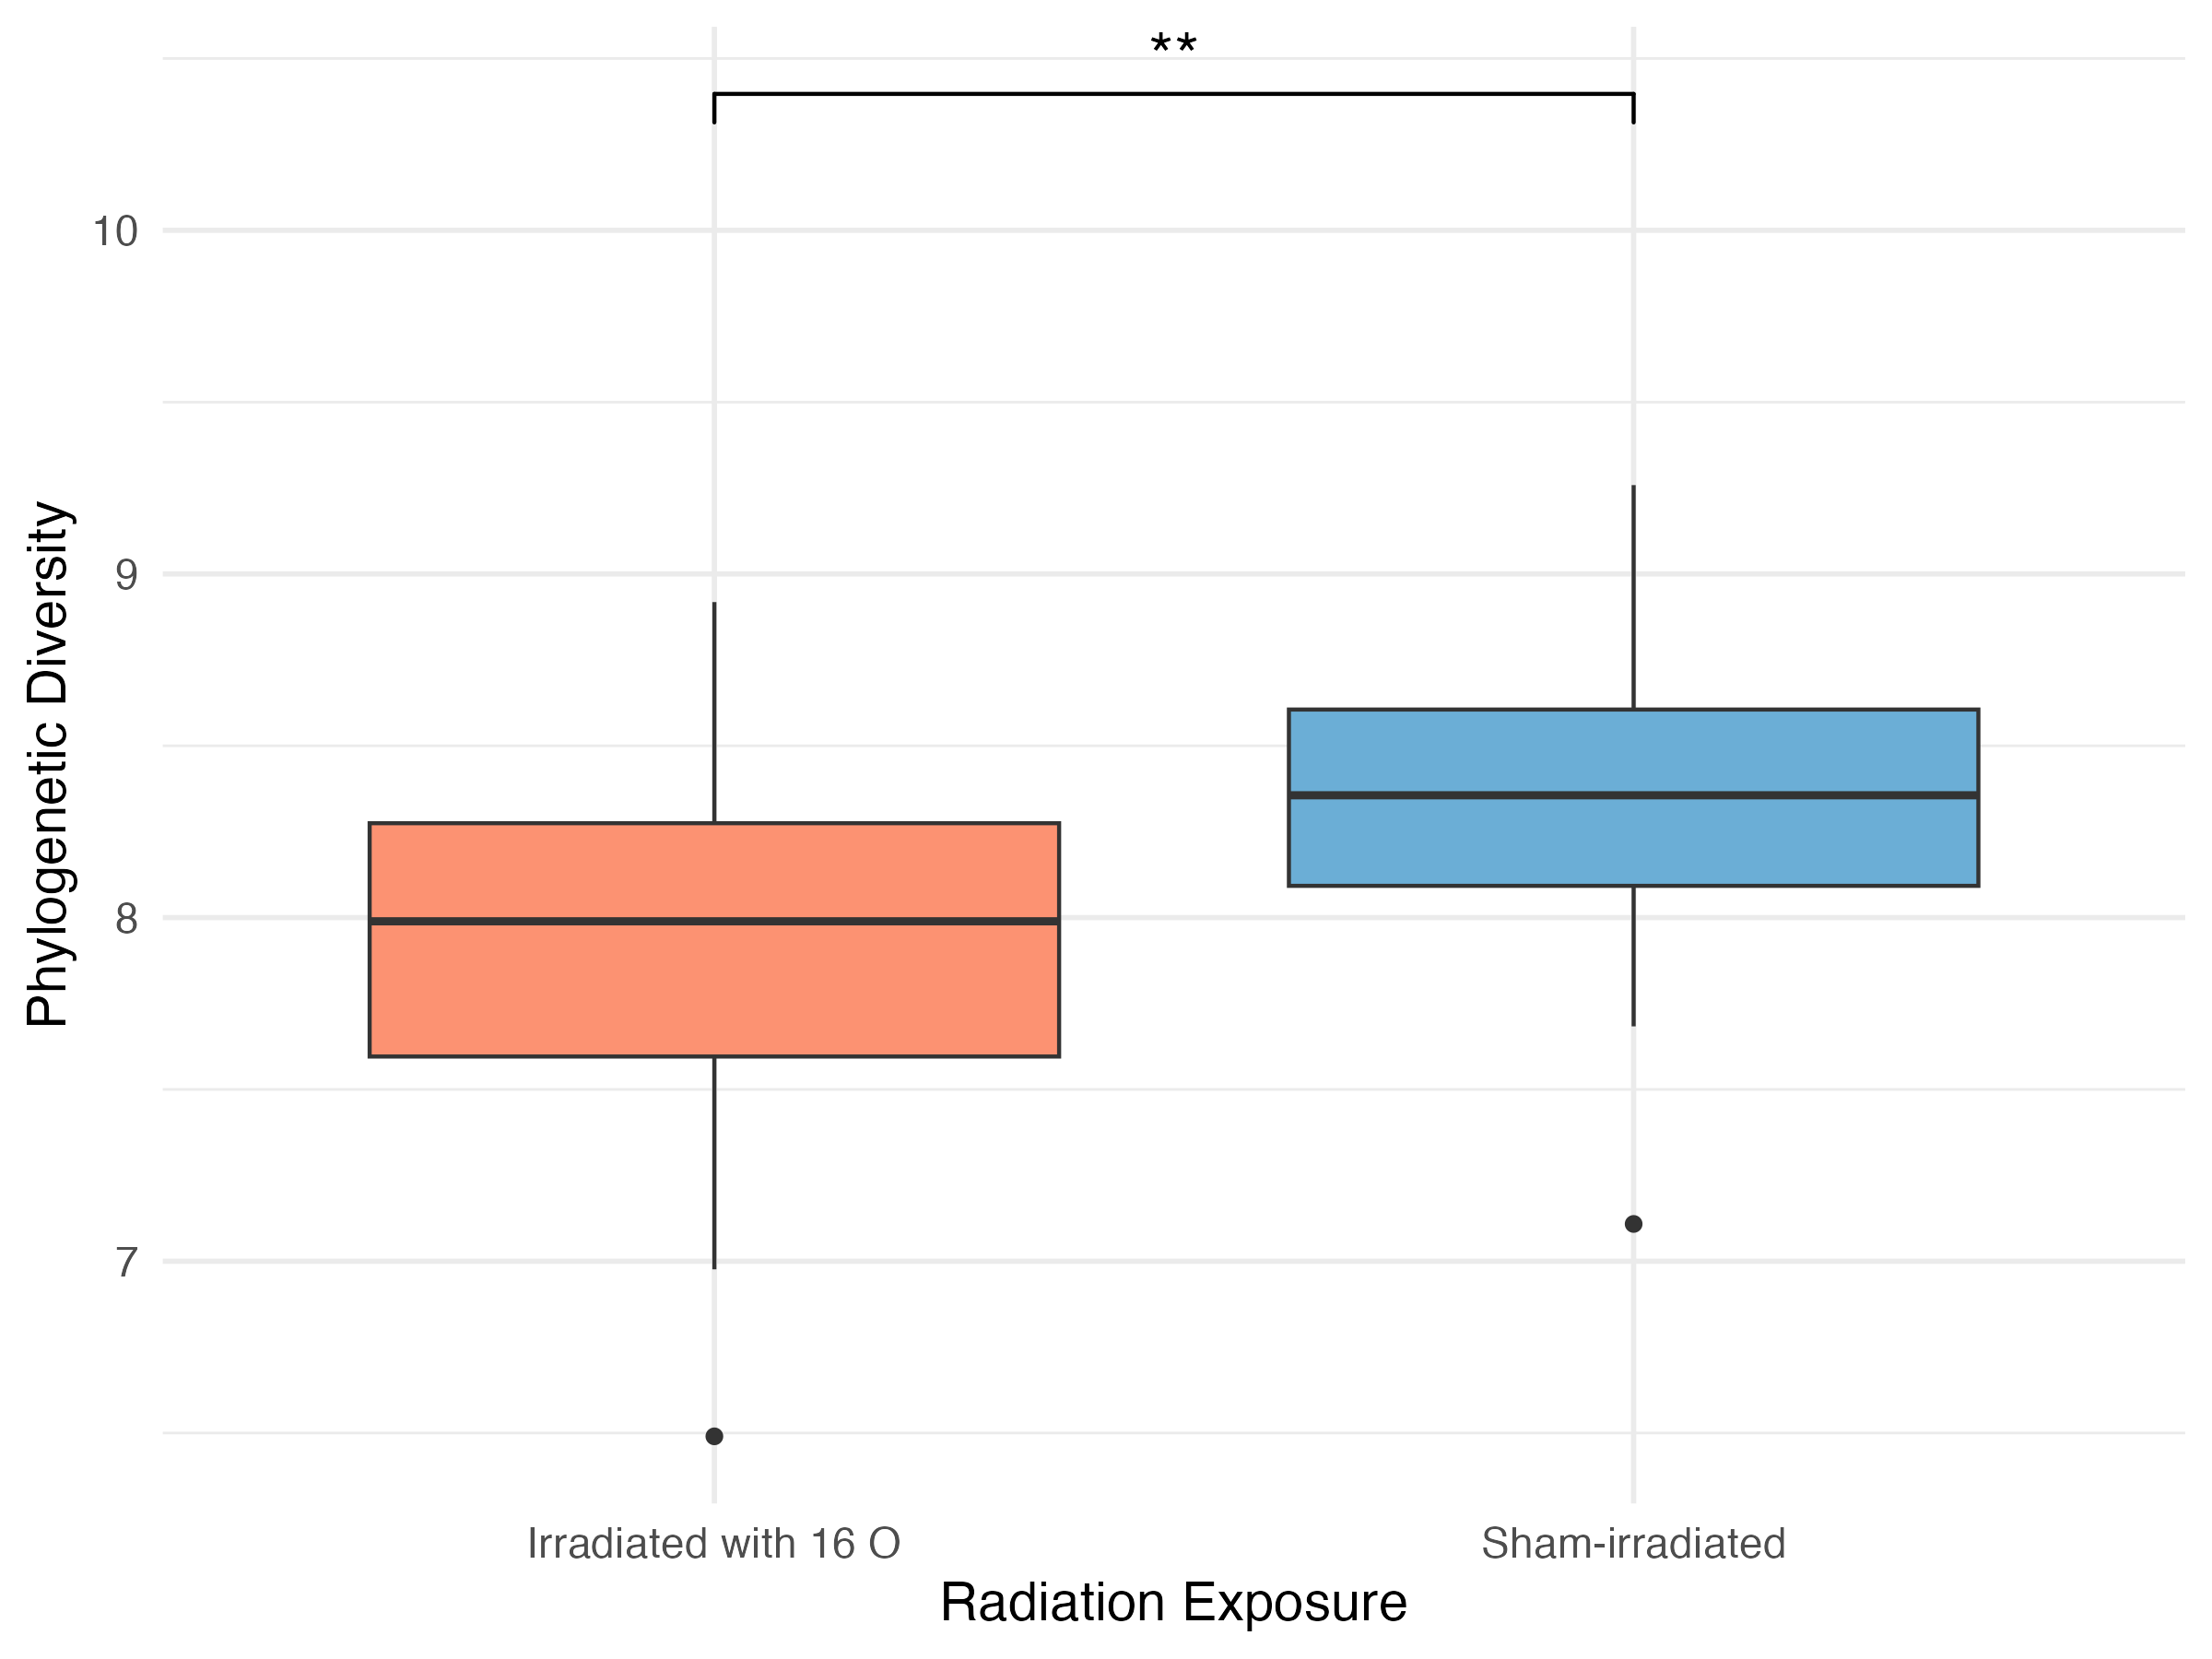 **
10
9
8
7
Phylogenetic Diversity
Irradiated with 16 O
Sham-irradiated
Radiation Exposure